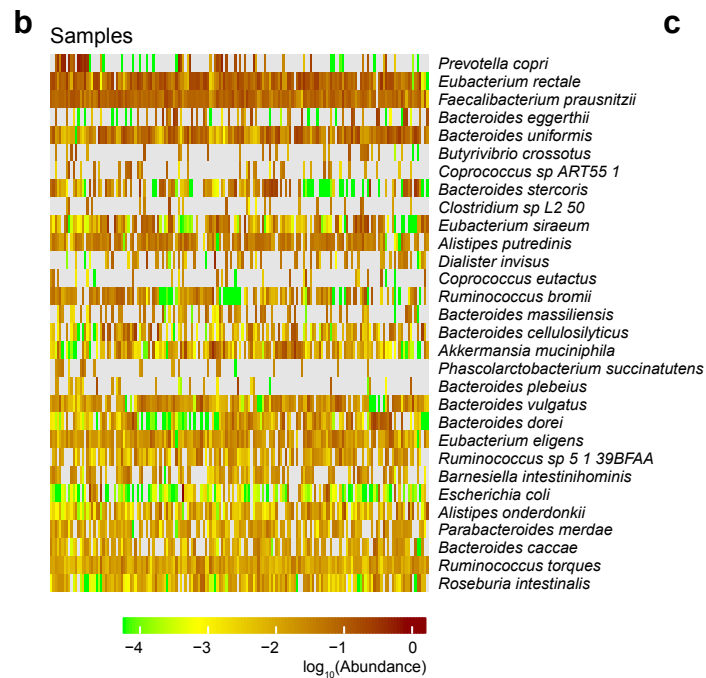 b
c
Samples
Prevotella copri
Eubacterium rectale
Faecalibacterium prausnitzii
Bacteroides eggerthii
Bacteroides uniformis
Butyrivibrio crossotus
Coprococcus sp ART55 1
Bacteroides stercoris
Clostridium sp L2 50
Eubacterium siraeum
Alistipes putredinis
Dialister invisus
Coprococcus eutactus
Ruminococcus bromii
Bacteroides massiliensis
Bacteroides cellulosilyticus
Akkermansia muciniphila
Phascolarctobacterium succinatutens
Bacteroides plebeius
Bacteroides vulgatus
Bacteroides dorei
Eubacterium eligens
Ruminococcus sp 5 1 39BFAA
Barnesiella intestinihominis
Escherichia coli
Alistipes onderdonkii
Parabacteroides merdae
Bacteroides caccae
Ruminococcus torques
Roseburia intestinalis
−4 −3 −2 −1 0
log10(Abundance)